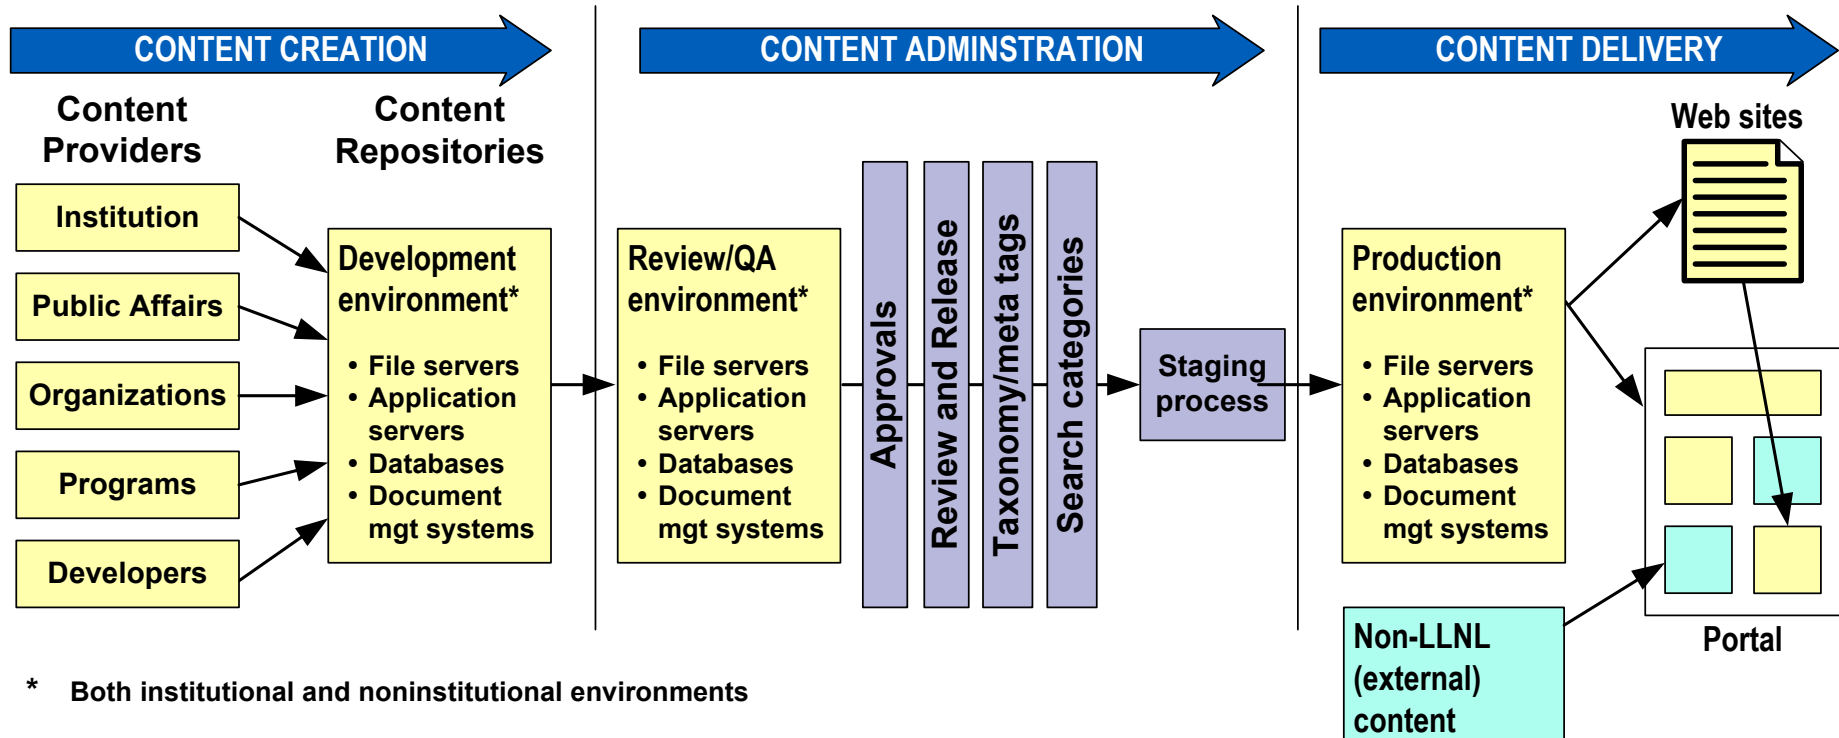 CONTENT CREATION
CONTENT ADMINSTRATION
CONTENT DELIVERY
Content
Providers
Content
Repositories
Institution
Public Affairs
Organizations
Programs
Developers
Development
environment*
• File servers
• Application
servers
• Databases
• Document
mgt systems
Review/QA
environment*
• File servers
• Application
servers
• Databases
• Document
mgt systems
Approvals
Review and Release
Taxonomy/meta tags
Search categories
Staging
process
Production
environment*
• File servers
• Application
servers
• Databases
• Document
mgt systems
Web sites
Portal
Non-LLNL
(external)
content
* Both institutional and noninstitutional environments